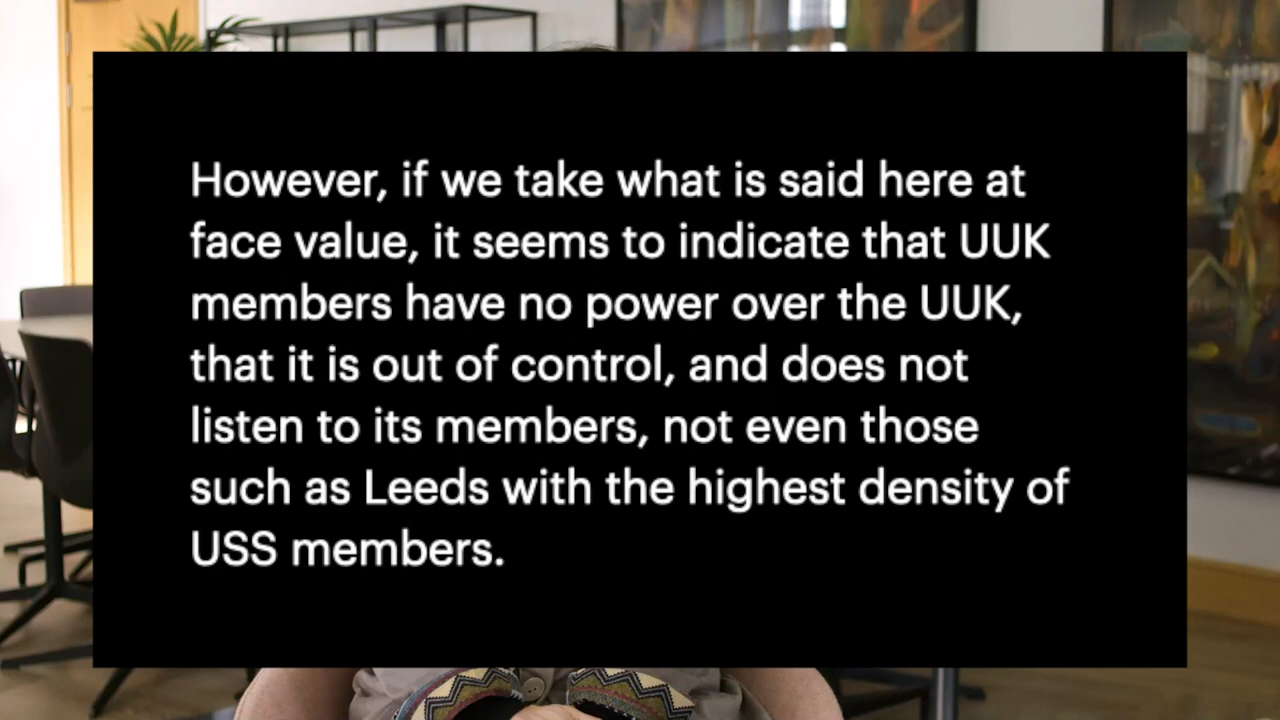 However, if we take what is said here at
face value, it seems to indicate that UUK
members have no power over the UUK,
that it is out of control, and does not
listen to its members, not even those
such as Leeds with the highest density of
USS members.